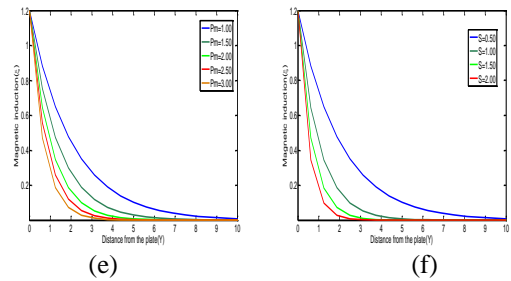 1.2
1
0.8
0.6
0.4
0.2
0 1 2 3 4 5 6 7 8 9 10
Magnetic induction(ξ)
Distance from the plate(Y)
Pm=1.00
Pm=1.50
Pm=2.00
Pm=2.50
Pm=3.00
(e)
1.2
1
0.8
0.6
0.4
0.2
0 1 2 3 4 5 6 7 8 9 10
Magnetic induction(ξ)
Distance from the plate(Y)
S=0.50
S=1.00
S=1.50
S=2.00
(f)